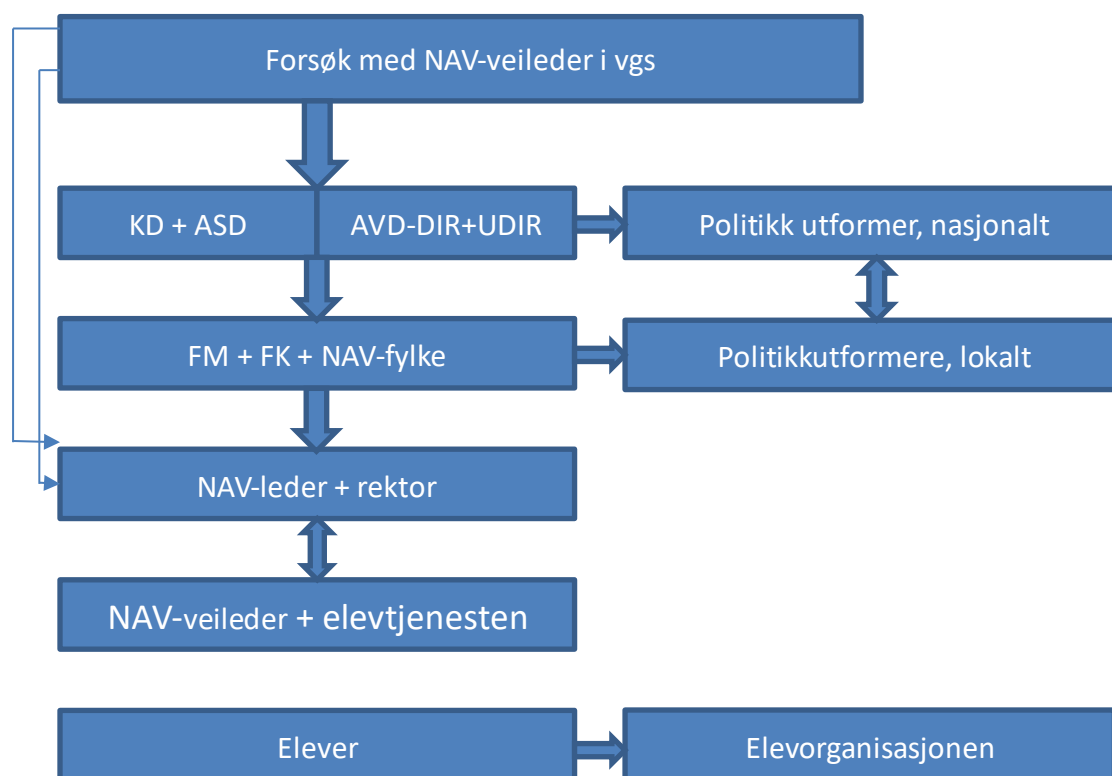 Forsøk med NAV-veileder i vgs
KD + ASD
AVD-DIR+UDIR
Politikk utformer, nasjonalt
FM + FK + NAV-fylke
Politikkutformere, lokalt
NAV-leder + rektor
NAV-veileder + elevtjenesten
Elever
Elevorganisasjonen